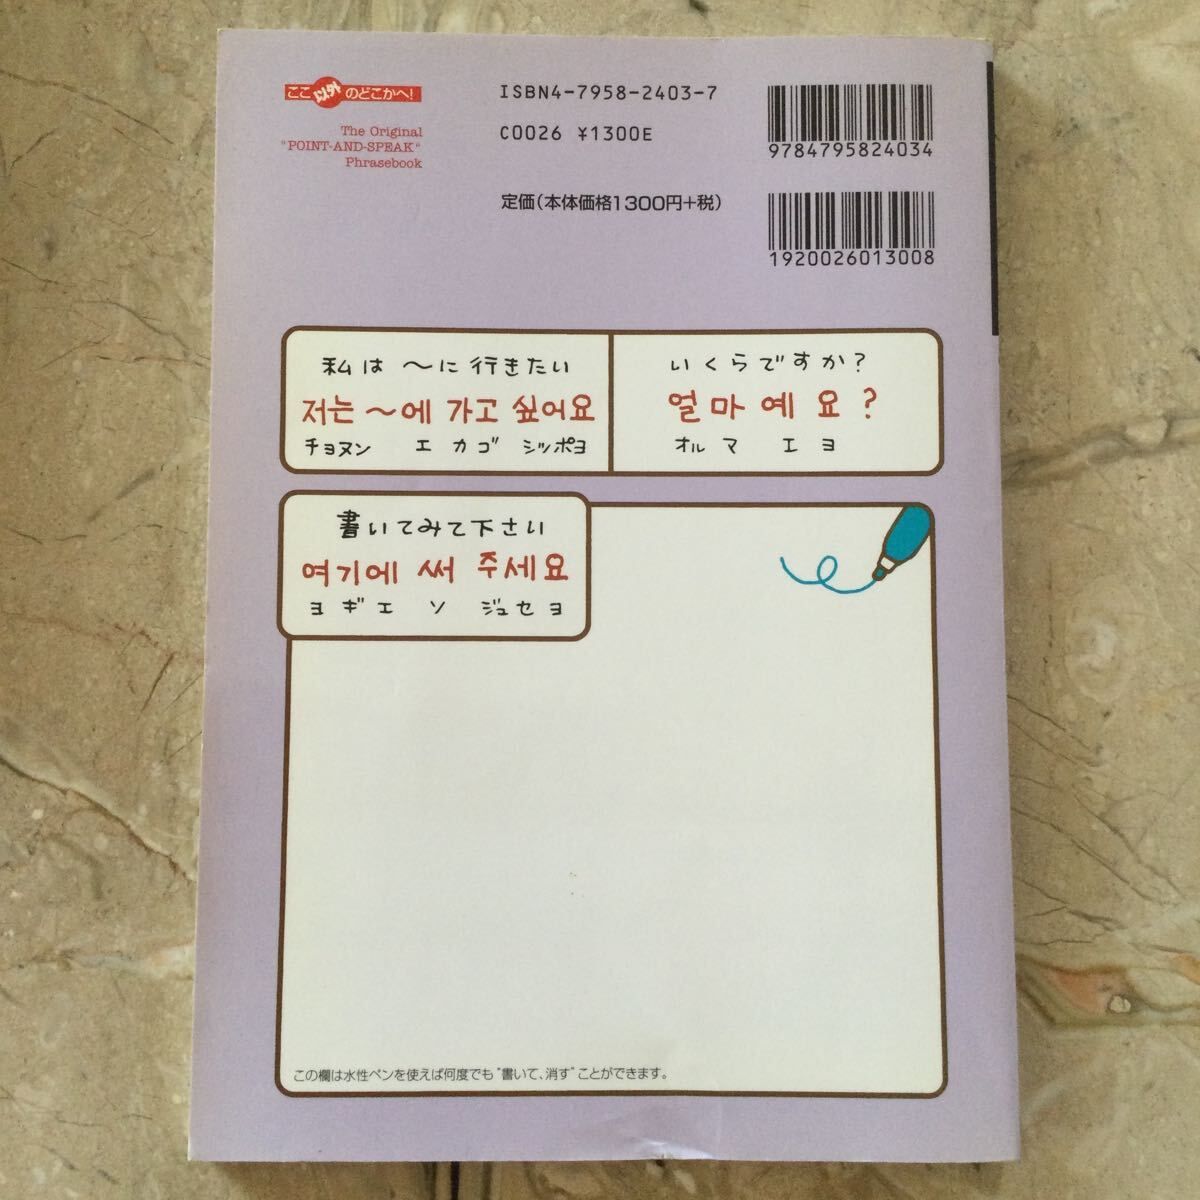 ここ以外のどこかへ!
The Original
"POINT-AND-SPEAK"
Phrasebook
ISBN4-7958-2403-7
C0026 ¥1300E
定価(本体価格1300円+税)
9784795824034
1920026013008
私は 〜に 行きたい
저는 〜에 가고 싶어요
チョヌン エ カゴ シッポヨ
いくらですか?
얼마예요?
オルマ エヨ
書いてみて下さい
여기에 써 주세요
ヨギエ ソ ジュセヨ
この欄は水性ペンを使えば何度でも"書いて、消す"ことができます。